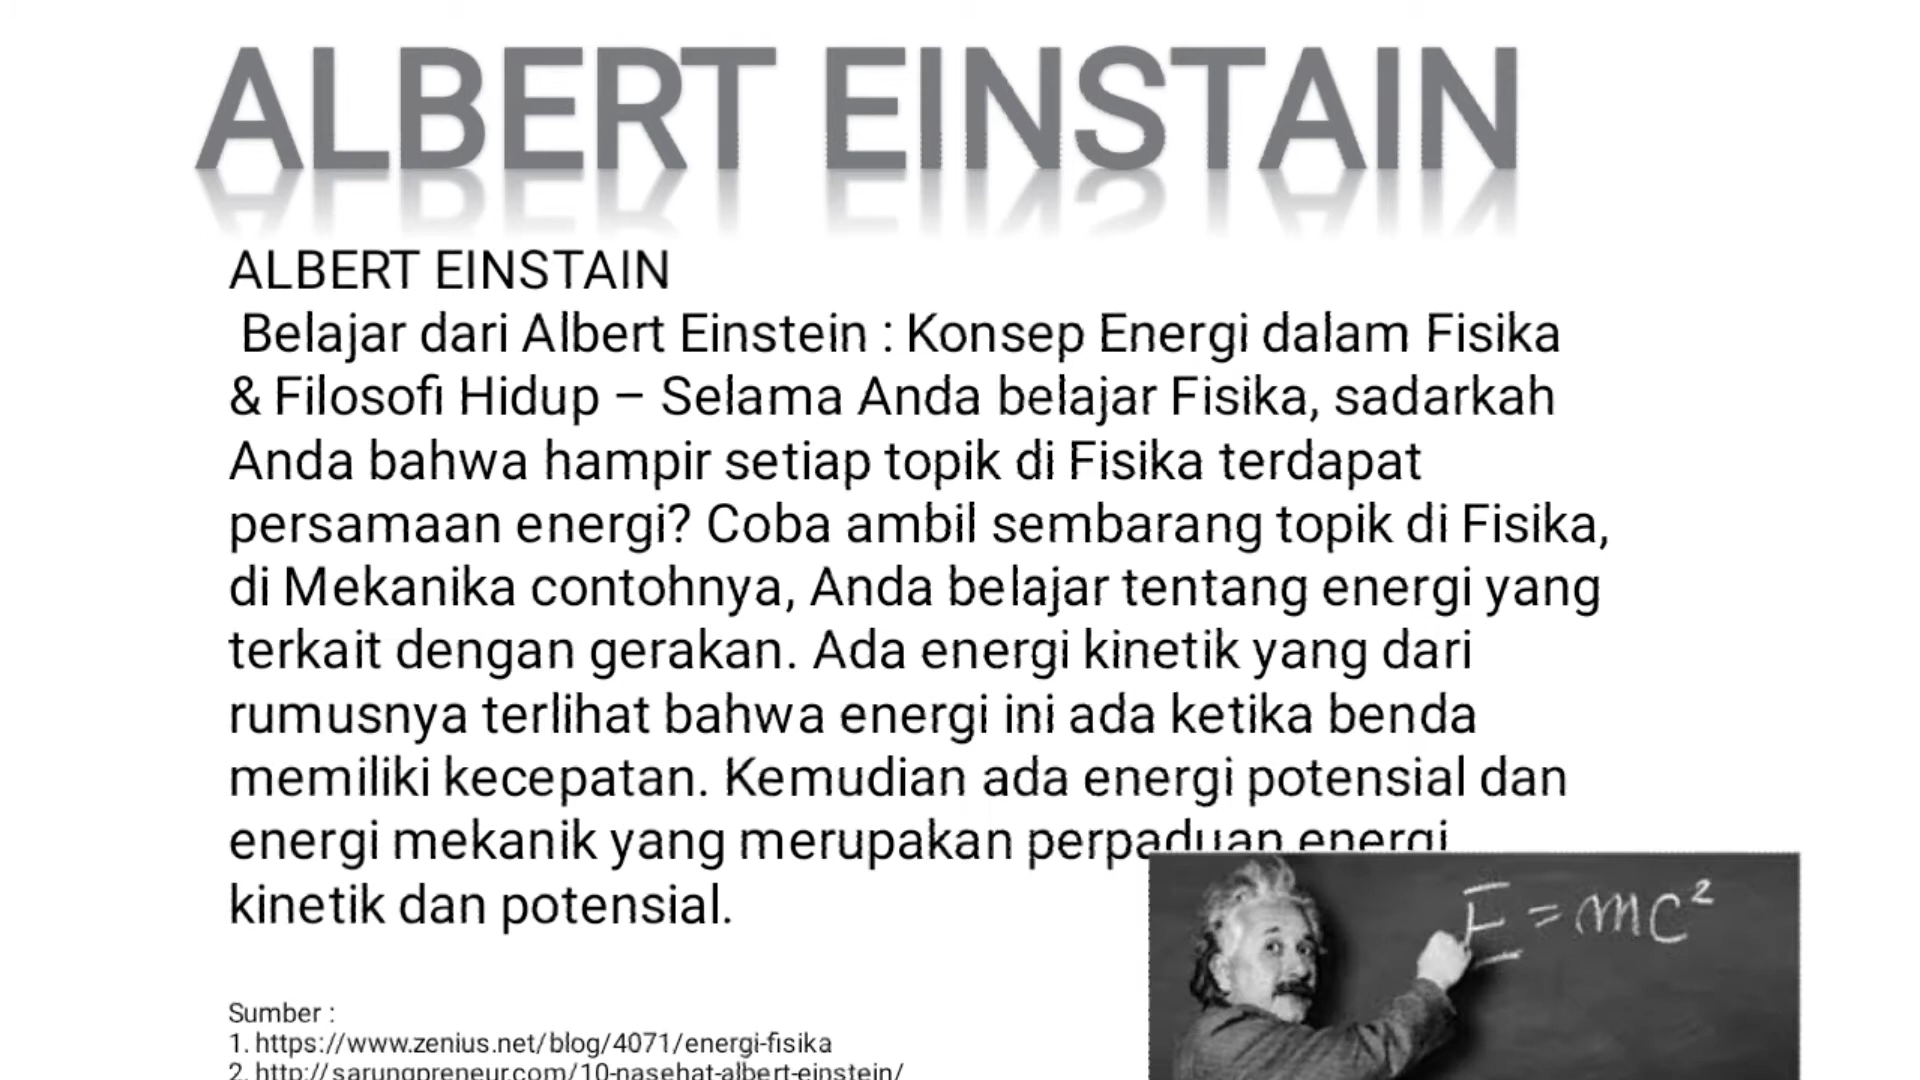 ALBERT EINSTAIN
ALBERT EINSTAIN
Belajar dari Albert Einstein : Konsep Energi dalam Fisika
& Filosofi Hidup – Selama Anda belajar Fisika, sadarkah
Anda bahwa hampir setiap topik di Fisika terdapat
persamaan energi? Coba ambil sembarang topik di Fisika,
di Mekanika contohnya, Anda belajar tentang energi yang
terkait dengan gerakan. Ada energi kinetik yang dari
rumusnya terlihat bahwa energi ini ada ketika benda
memiliki kecepatan. Kemudian ada energi potensial dan
energi mekanik yang merupakan perpaduan energi
kinetik dan potensial.
E = mc²
Sumber :
1. https://www.zenius.net/blog/4071/energi-fisika
2. http://sarungpreneur.com/10-nasehat-albert-einstein/